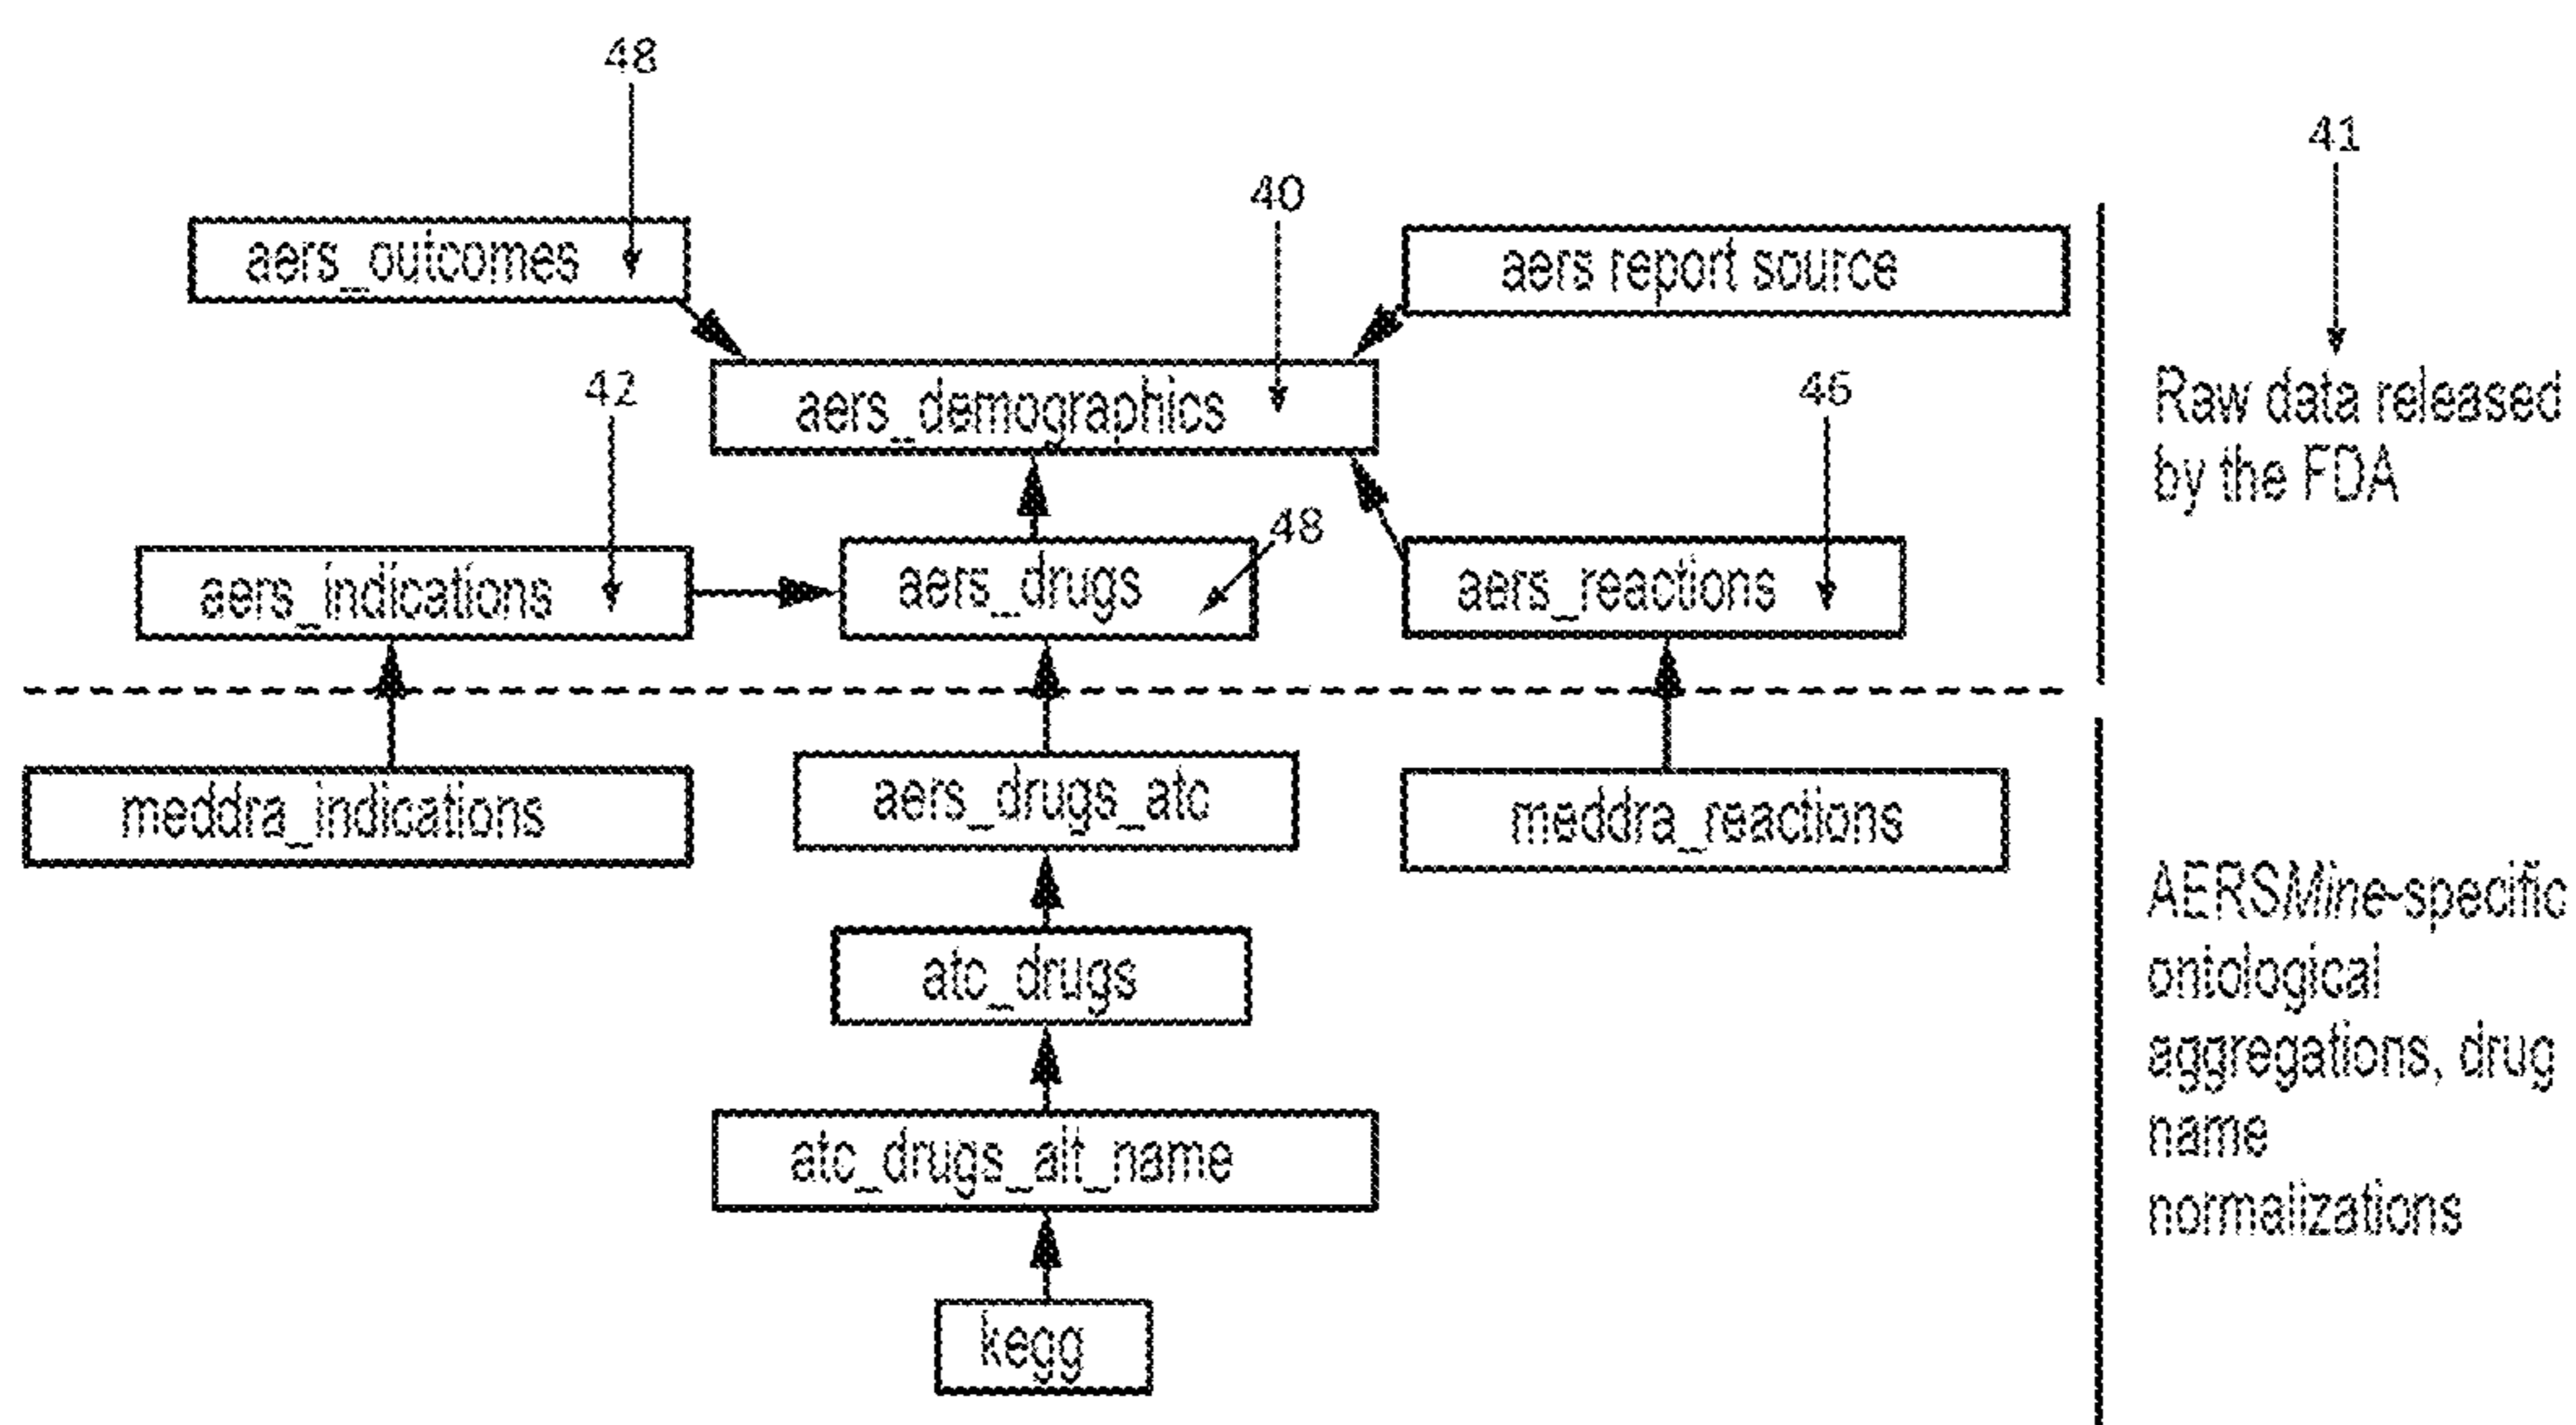 48
41
40
aers_outcomes
aers report source
42
aers_demographics
46
Raw data released
by the FDA
48
aers_indications
aers_drugs
aers_reactions
meddra_indications
aers_drugs_atc
meddra_reactions
AERSMine-specific
ontological
aggregations, drug
name
normalizations
atc_drugs
atc_drugs_alt_name
kegg